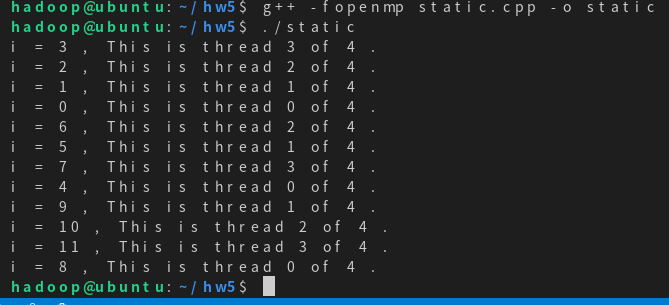 hadoop@ubuntu:~/hw5$ g++ -fopenmp static.cpp -o static
hadoop@ubuntu:~/hw5$ ./static
i = 3 , This is thread 3 of 4 .
i = 2 , This is thread 2 of 4 .
i = 1 , This is thread 1 of 4 .
i = 0 , This is thread 0 of 4 .
i = 6 , This is thread 2 of 4 .
i = 5 , This is thread 1 of 4 .
i = 7 , This is thread 3 of 4 .
i = 4 , This is thread 0 of 4 .
i = 9 , This is thread 1 of 4 .
i = 10 , This is thread 2 of 4 .
i = 11 , This is thread 3 of 4 .
i = 8 , This is thread 0 of 4 .
hadoop@ubuntu:~/hw5$